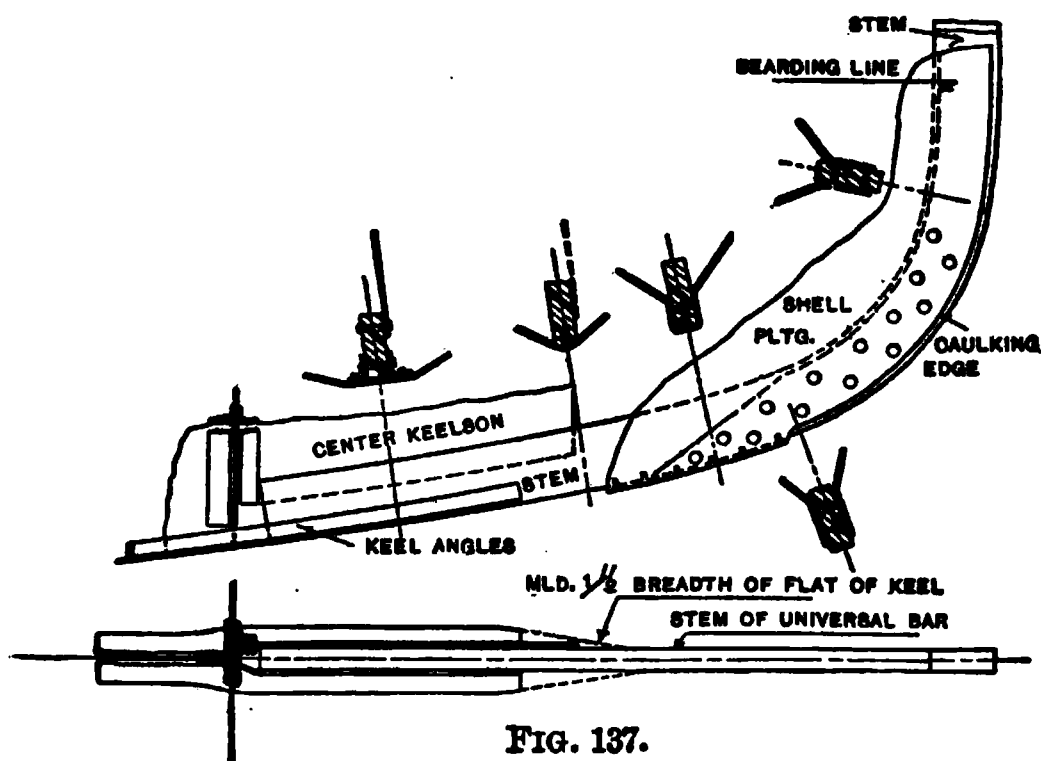 STEM
BEARDING LINE
SHELL
PLTG.
CAULKING
EDGE
CENTER KEELSON
STEM
KEEL ANGLES
MLD. 1/2 BREADTH OF FLAT OF KEEL
STEM OF UNIVERSAL BAR
FIG. 137.